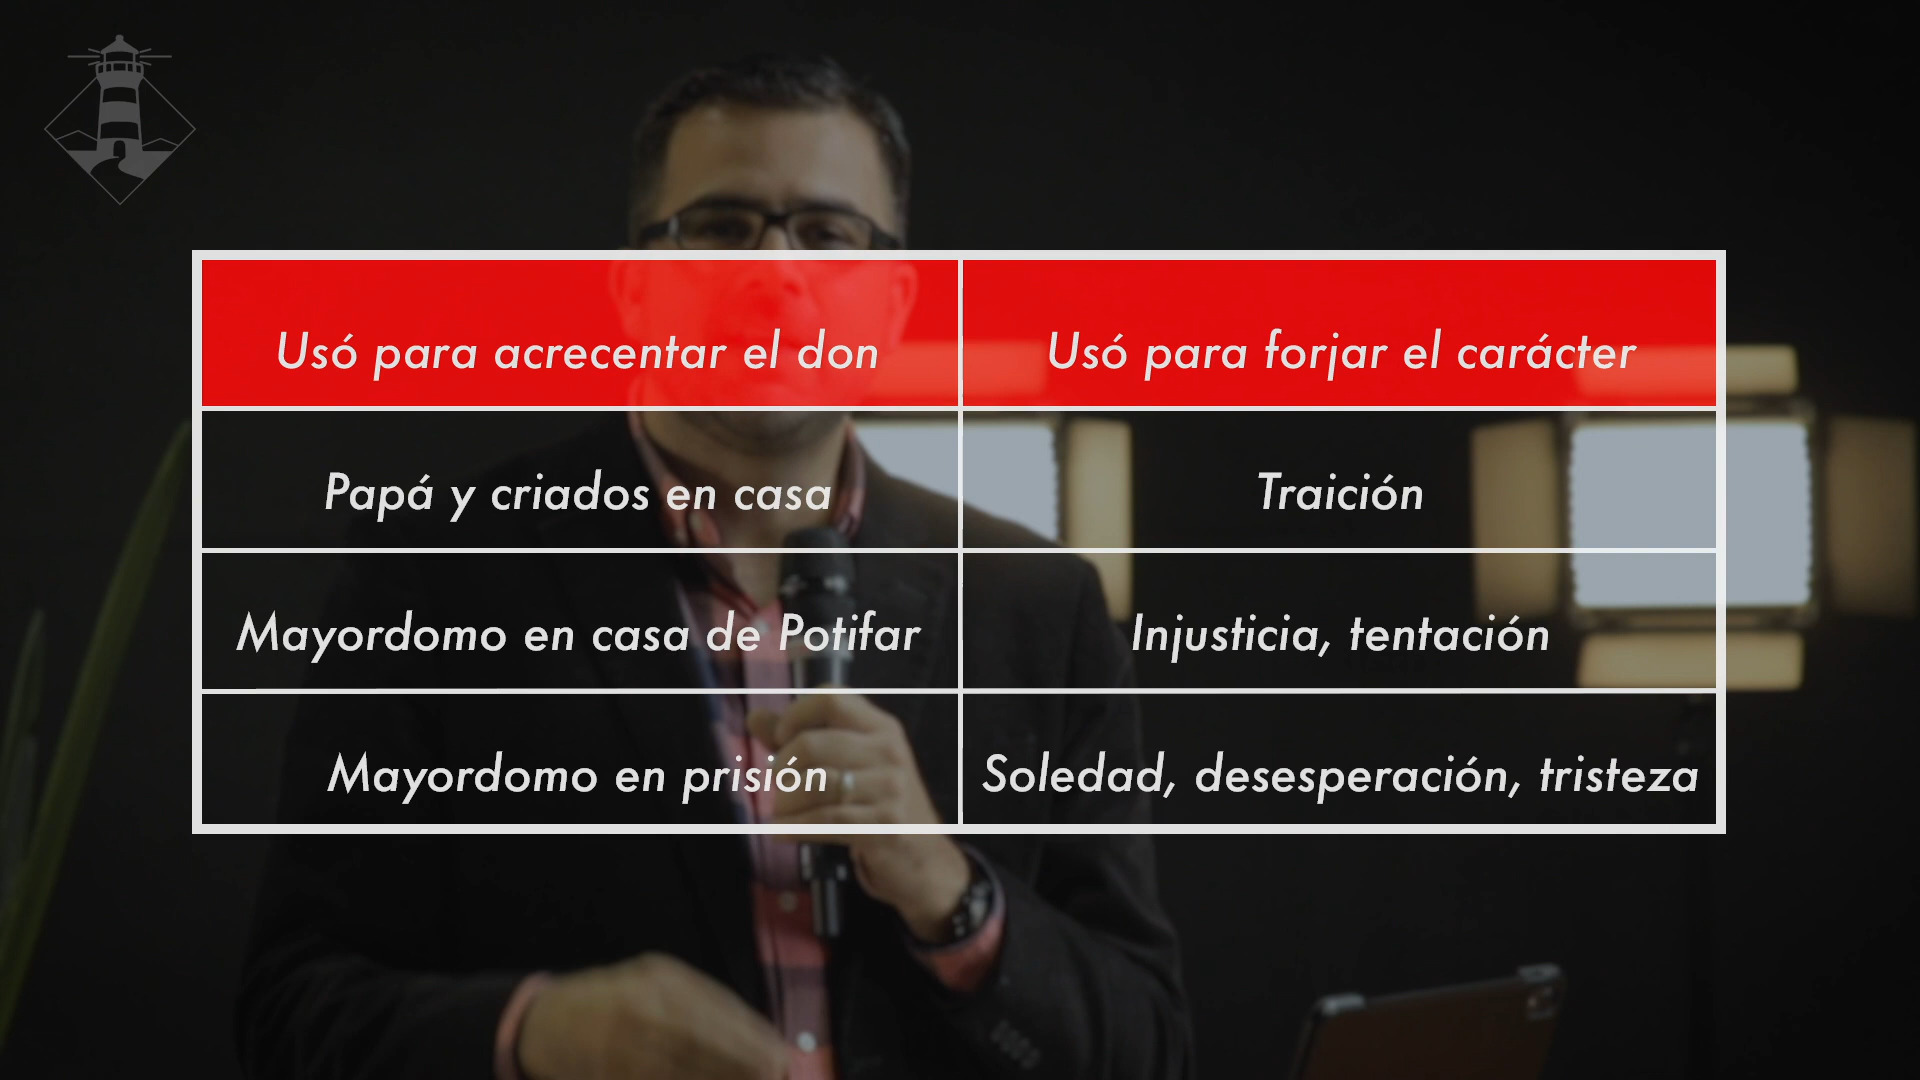 Usó para acrecentar el don
Usó para forjar el carácter
Papá y criados en casa
Traición
Mayordomo en casa de Potifar
Injusticia, tentación
Mayordomo en prisión
Soledad, desesperación, tristeza